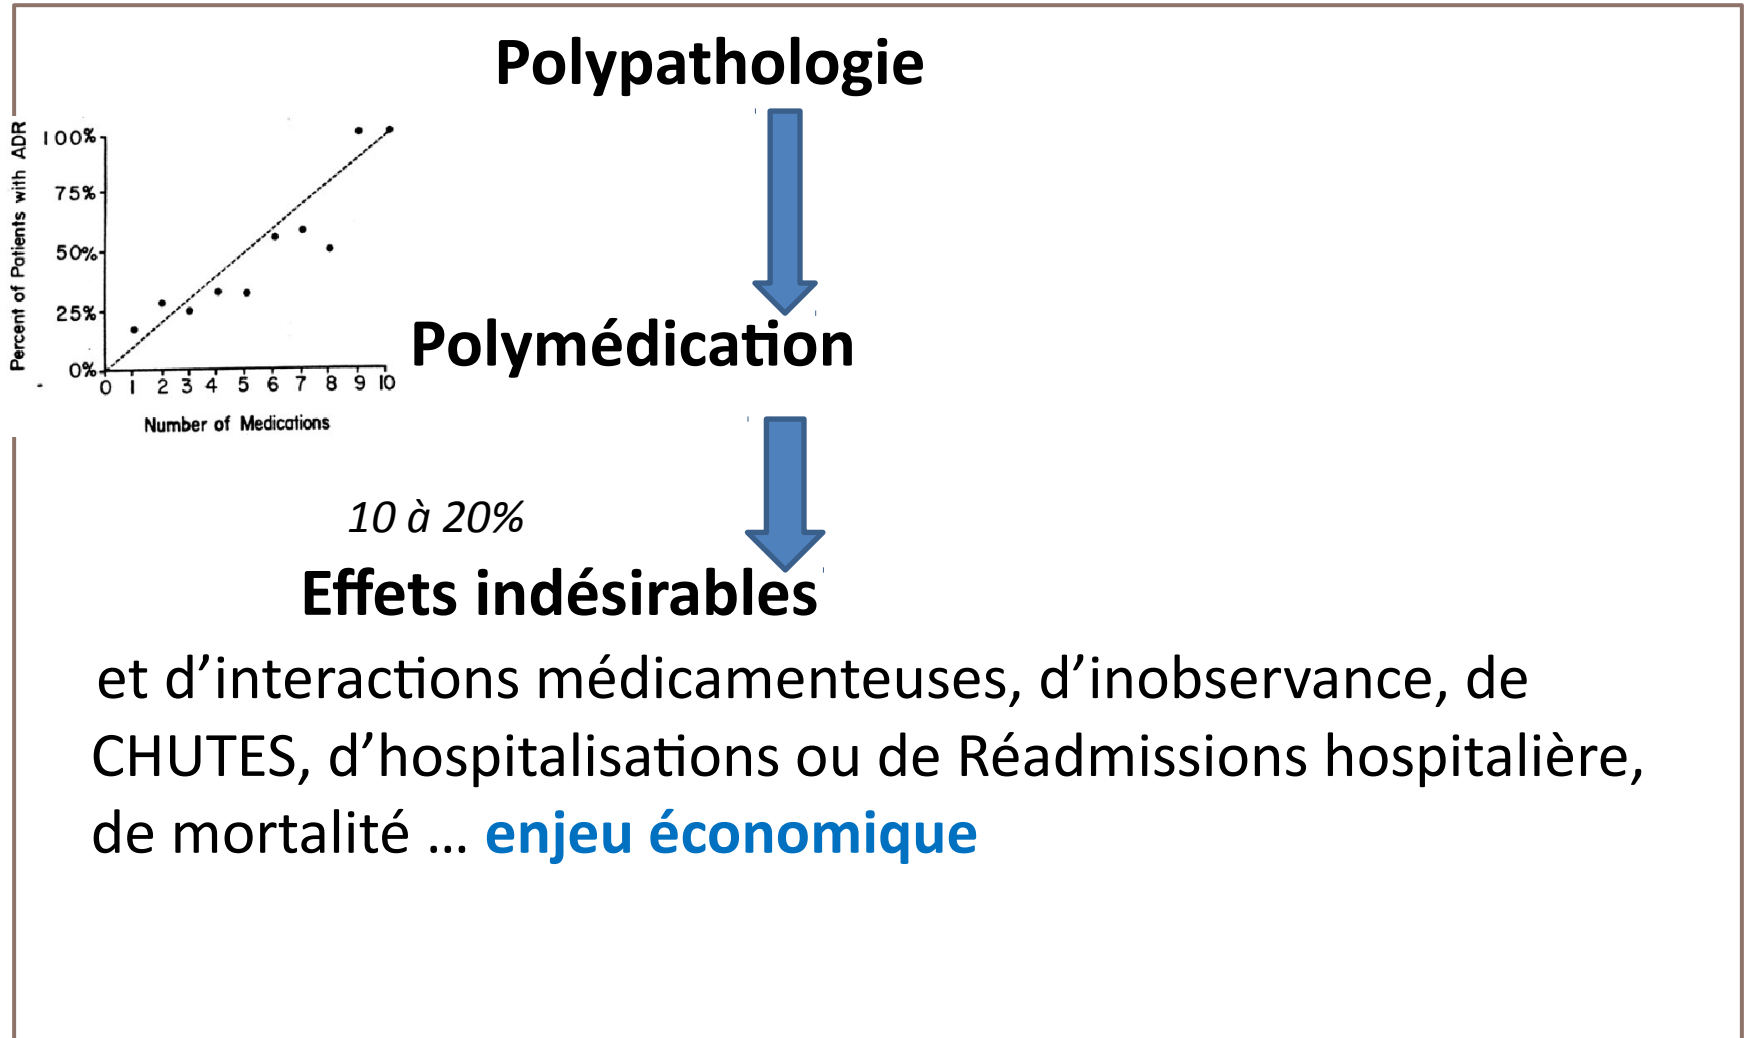 Polypathologie
Percent of Patients with ADR
100%
75%
50%
25%
0%
0 1 2 3 4 5 6 7 8 9 10
Number of Medications
Polymédication
10 à 20%
Effets indésirables
et d’interactions médicamenteuses, d’inobservance, de
CHUTES, d’hospitalisations ou de Réadmissions hospitalière,
de mortalité ... enjeu économique